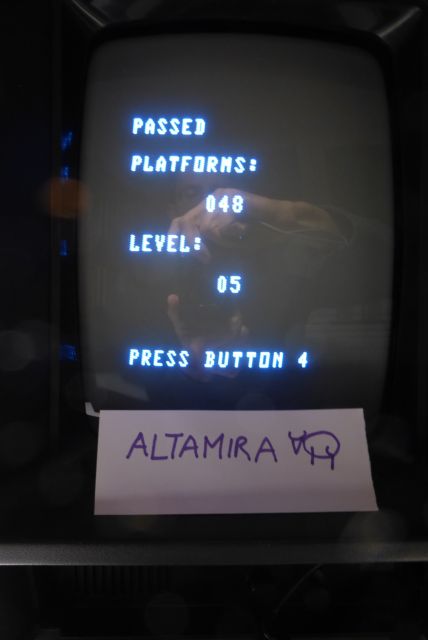 PASSED
PLATFORMS:
048
LEVEL:
05
PRESS BUTTON 4
ALTAMIRA